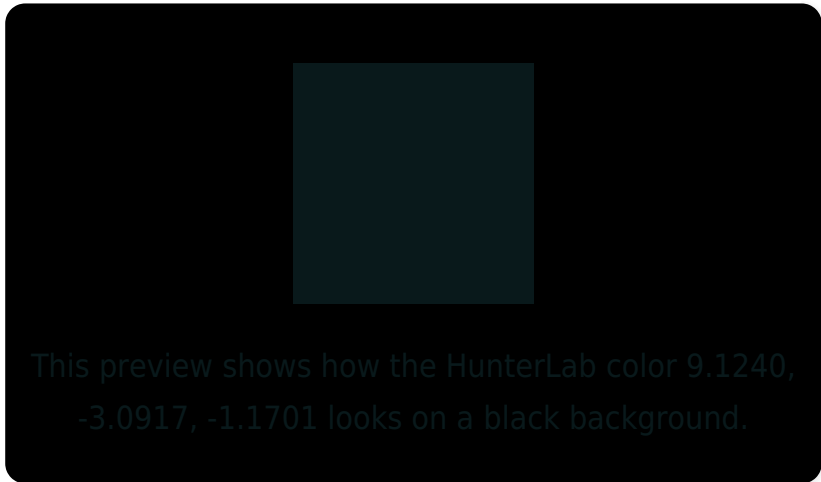 This preview shows how the HunterLab color 9.1240,
-3.0917, -1.1701 looks on a black background.